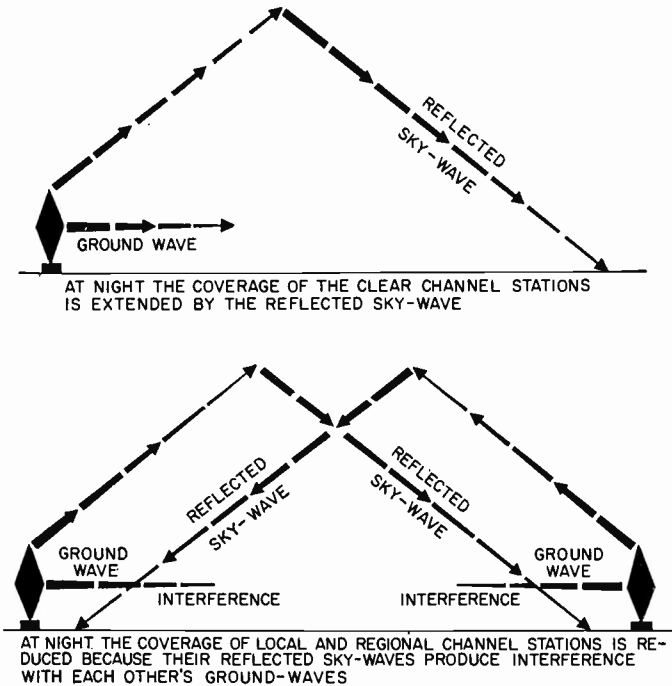 REFLECTED
SKY-WAVE
GROUND WAVE
AT NIGHT THE COVERAGE OF THE CLEAR CHANNEL STATIONS
IS EXTENDED BY THE REFLECTED SKY-WAVE
REFLECTED
SKY-WAVE
REFLECTED
SKY-WAVE
GROUND
WAVE
INTERFERENCE
GROUND
WAVE
INTERFERENCE
AT NIGHT THE COVERAGE OF LOCAL AND REGIONAL CHANNEL STATIONS IS RE-
DUCED BECAUSE THEIR REFLECTED SKY-WAVES PRODUCE INTERFERENCE
WITH EACH OTHER'S GROUND-WAVES